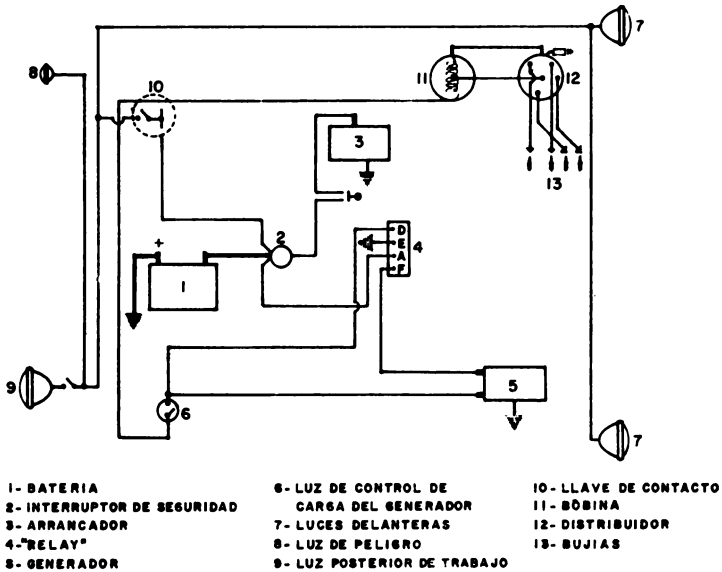 7
8
10
11
12
3
13
+
2
D
E
A
F
4
1
9
6
5
7
1- BATERIA
2- INTERRUPTOR DE SEGURIDAD
3- ARRANCADOR
4-"RELAY"
5- GENERADOR
6- LUZ DE CONTROL DE
CARGA DEL GENERADOR
7- LUCES DELANTERAS
8- LUZ DE PELIGRO
9- LUZ POSTERIOR DE TRABAJO
10- LLAVE DE CONTACTO
11- BOBINA
12- DISTRIBUIDOR
13- BUJIAS